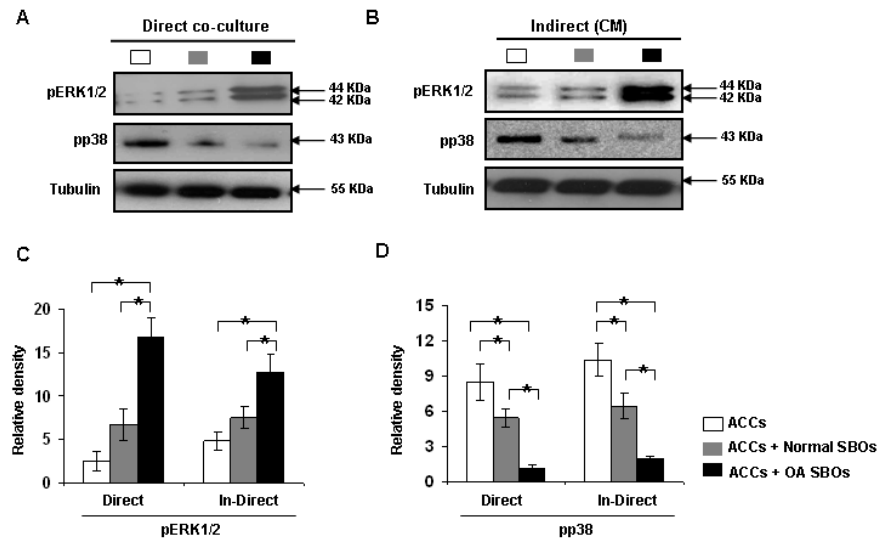 A
Direct co-culture
pERK1/2
44 KDa
42 KDa
pp38
43 KDa
Tubulin
55 KDa
B
Indirect (CM)
pERK1/2
44 KDa
42 KDa
pp38
43 KDa
Tubulin
55 KDa
C
Relative density
20
15
10
5
0
* * * *
Direct
In-Direct
pERK1/2
D
Relative density
15
12
9
6
3
0
* * * * * *
Direct
In-Direct
pp38
ACCs
ACCs + Normal SBOs
ACCs + OA SBOs